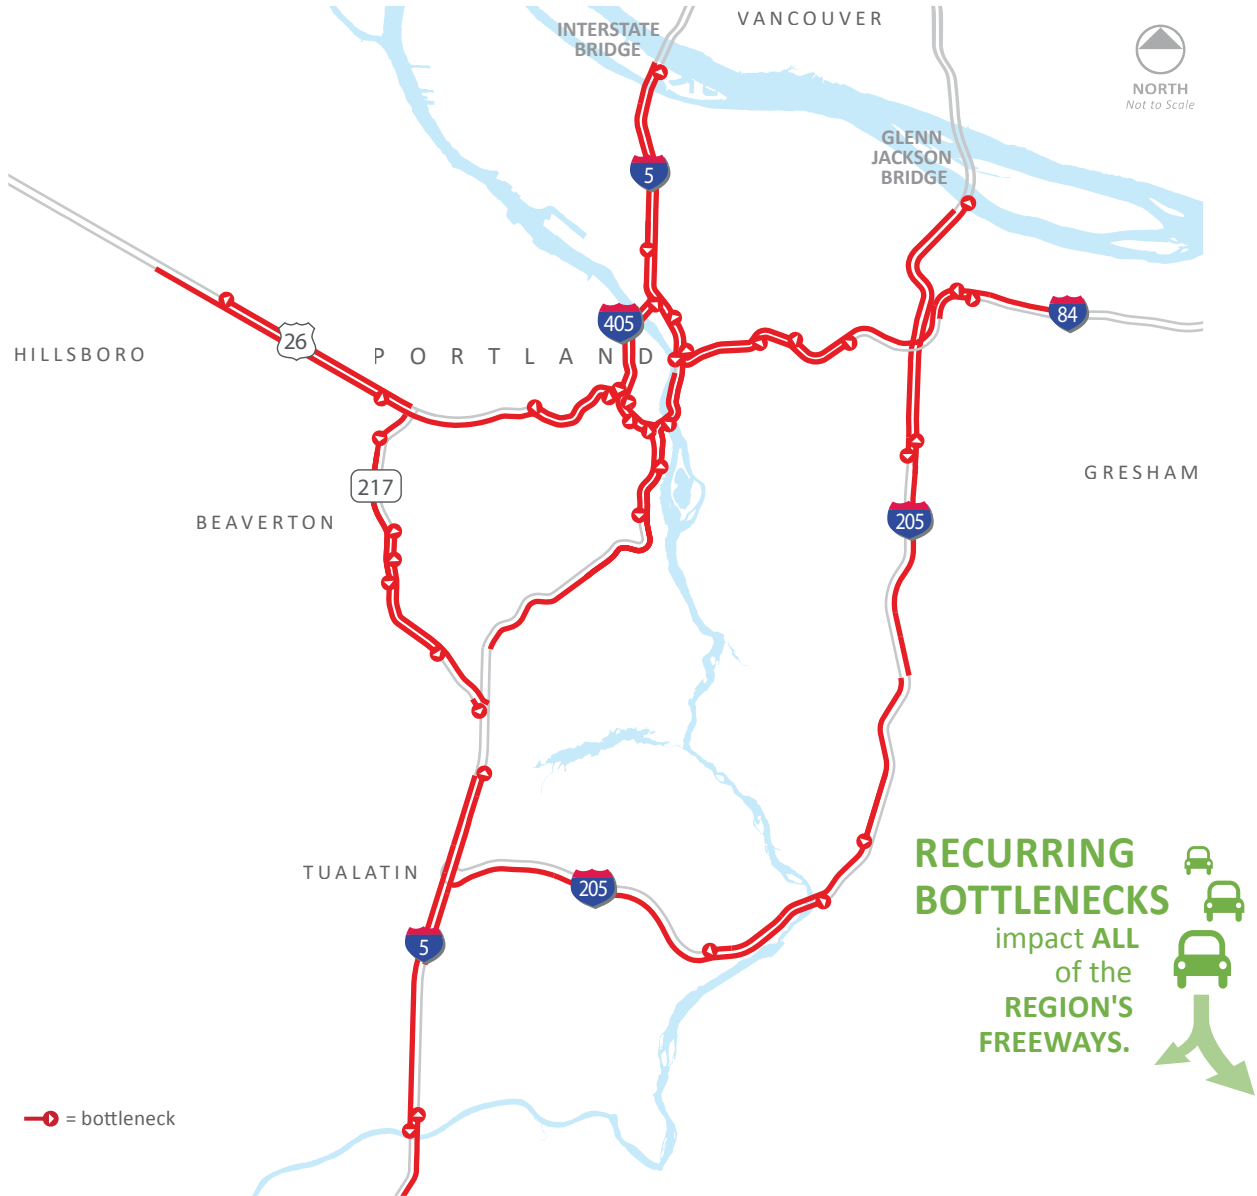 VANCOUVER
INTERSTATE
BRIDGE
NORTH
Not to Scale
GLENN
JACKSON
BRIDGE
5
405
84
26
HILLSBORO
PORTLAND
217
GRESHAM
BEAVERTON
205
TUALATIN
205
5
RECURRING
BOTTLENECKS
impact ALL
of the
REGION'S
FREEWAYS.
= bottleneck